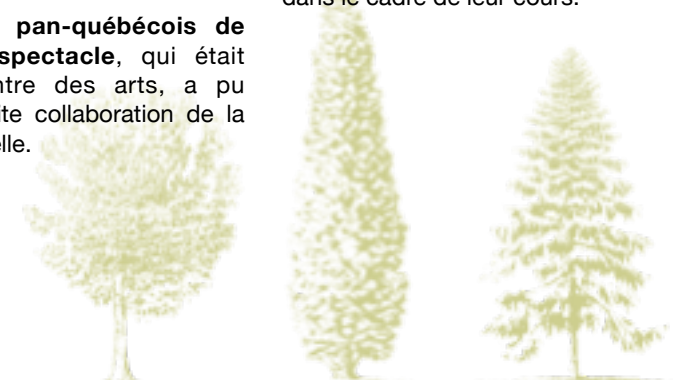 pan-québécois de
spectacle, qui était
ntre des arts, a pu
ite collaboration de la
elle.
dans le cadre de leur cours.